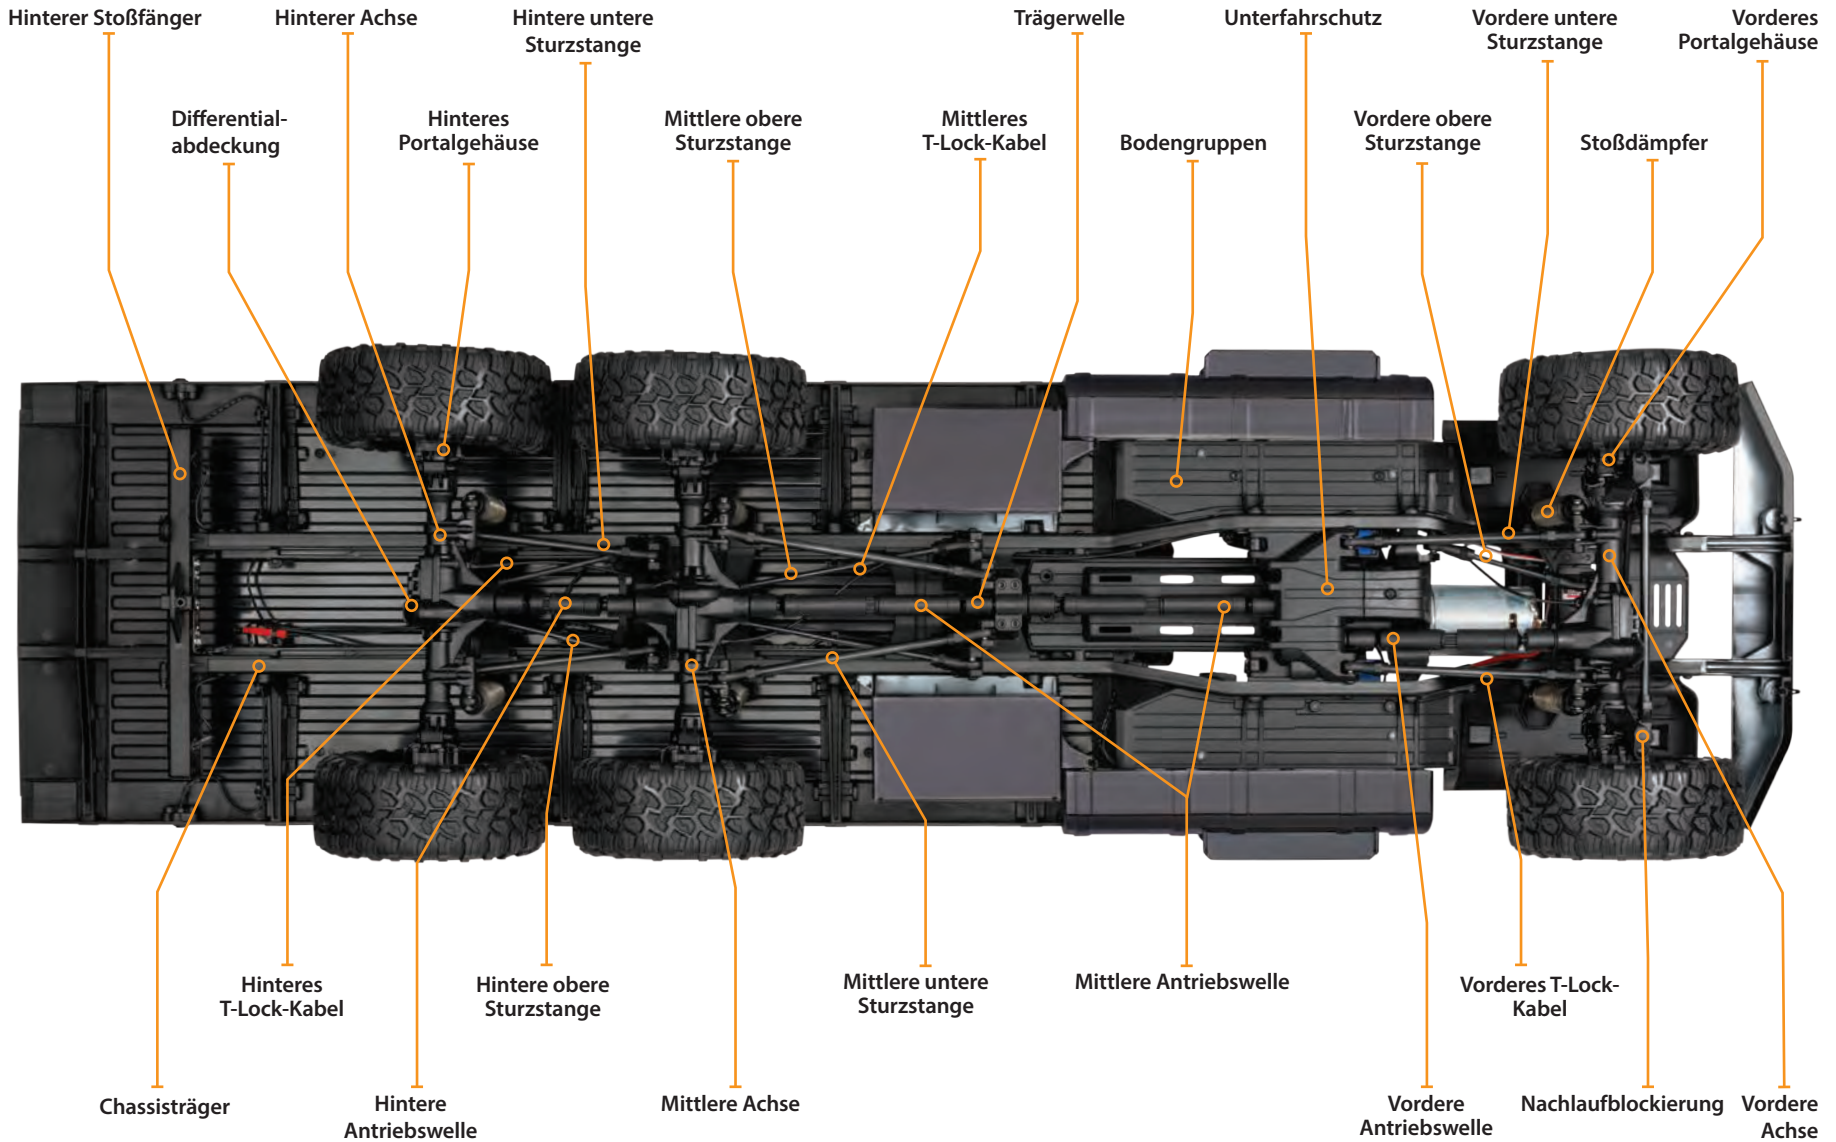 Hinterer Stoßfänger
Hinterer Achse
Hintere untere
Sturzstange
Trägerwelle
Unterfahrschutz
Vordere untere
Sturzstange
Vorderes
Portalgehäuse
Differential-
abdeckung
Hinteres
Portalgehäuse
Mittlere obere
Sturzstange
Mittleres
T-Lock-Kabel
Bodengruppen
Vordere obere
Sturzstange
Stoßdämpfer
Hinteres
T-Lock-Kabel
Hintere obere
Sturzstange
Mittlere untere
Sturzstange
Mittlere Antriebswelle
Vorderes T-Lock-
Kabel
Chassisträger
Hintere
Antriebswelle
Mittlere Achse
Vordere
Antriebswelle
Nachlaufblockierung
Vordere
Achse